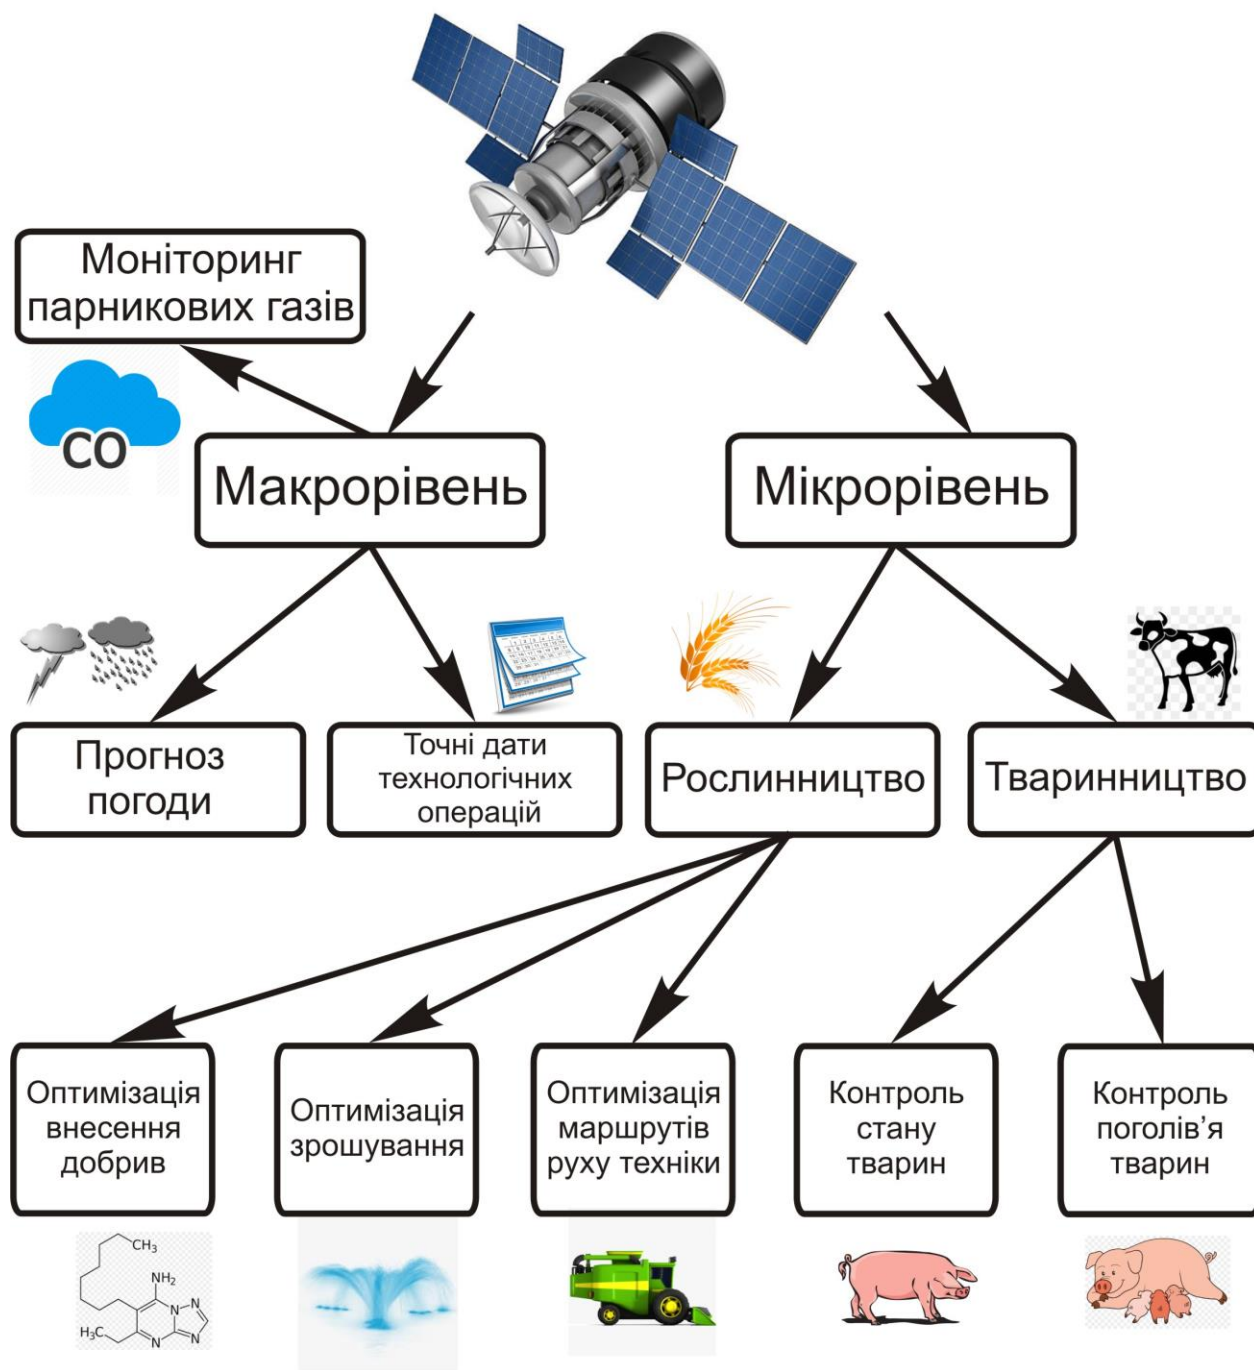 Моніторинг
парникових газів
CO
Макрорівень
Мікрорівень
Прогноз
погоди
Точні дати
технологічних
операцій
Рослинництво
Тваринництво
Оптимізація
внесення
добрив
Оптимізація
зрошування
Оптимізація
маршрутів
руху техніки
Контроль
стану
тварин
Контроль
поголів’я
тварин
CH₃
NH₂
N
N
H₃C
N
N